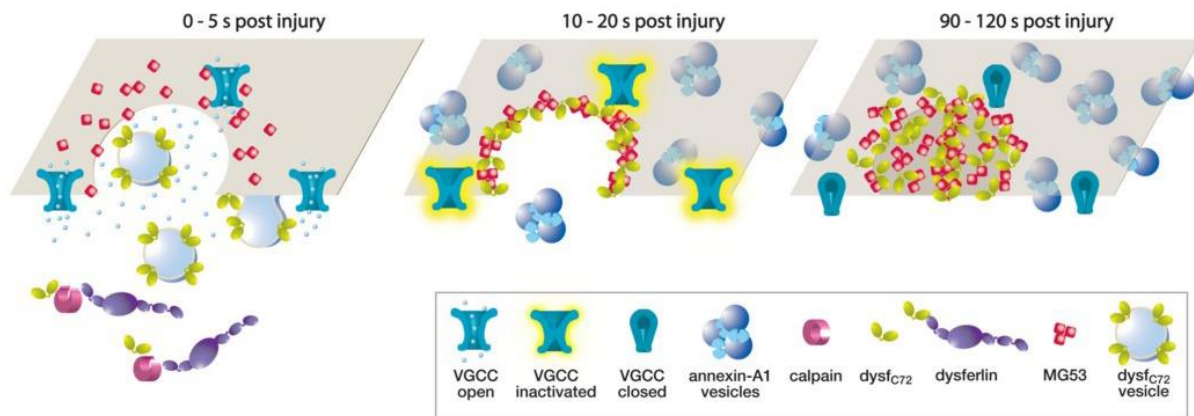 0 - 5 s post injury
10 - 20 s post injury
90 - 120 s post injury
VGCC open
VGCC inactivated
VGCC closed
annexin-A1 vesicles
calpain
dysfC72
dysferlin
MG53
dysfC72 vesicle